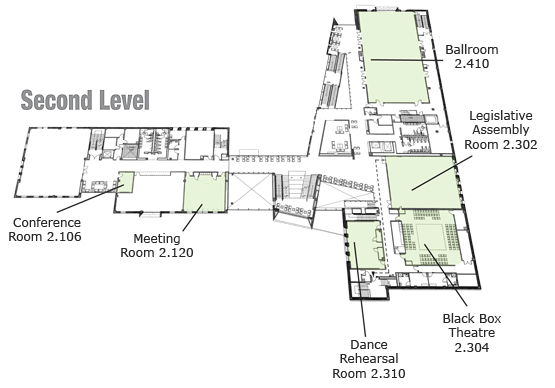 Second Level
Ballroom
2.410
Legislative
Assembly
Room 2.302
Conference
Room 2.106
Meeting
Room 2.120
Dance
Rehearsal
Room 2.310
Black Box
Theatre
2.304